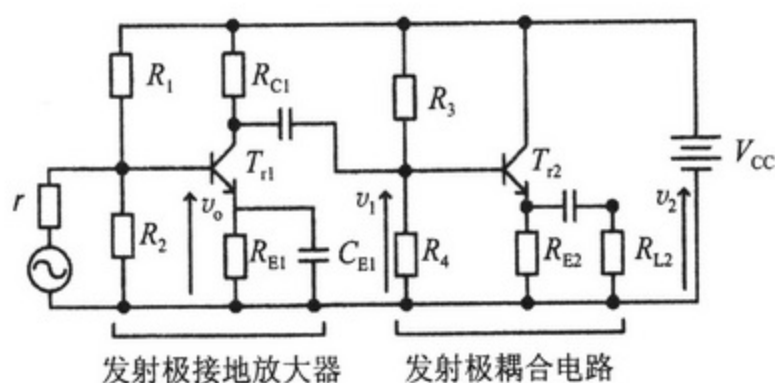 R1
RC1
R3
Tr1
Tr2
VCC
r
R2
vo
RE1
CE1
v1
R4
RE2
RL2
v2
发射极接地放大器
发射极耦合电路